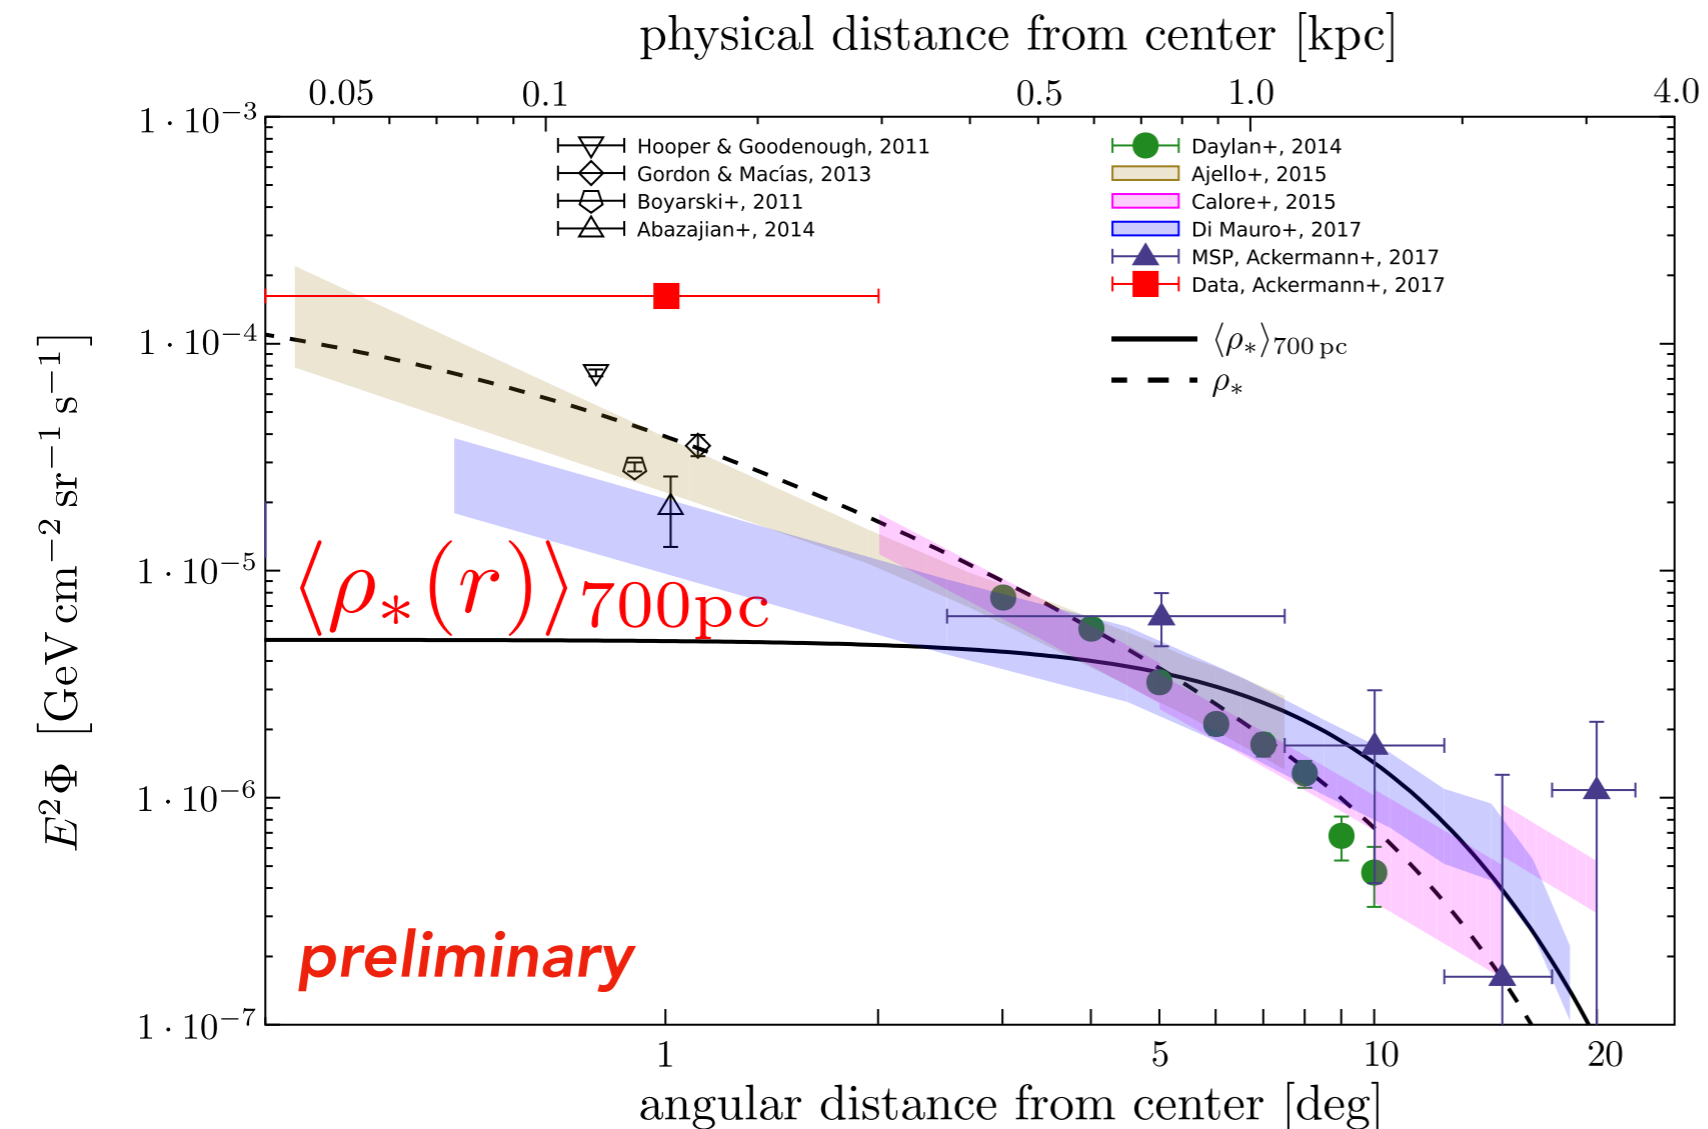 physical distance from center [kpc]
0.05 0.1 0.5 1.0 4.0
1 · 10⁻³
1 · 10⁻⁴
1 · 10⁻⁵
1 · 10⁻⁶
1 · 10⁻⁷
E²Φ [GeV cm⁻² sr⁻¹ s⁻¹]
Hooper & Goodenough, 2011
Gordon & Macías, 2013
Boyarski+, 2011
Abazajian+, 2014
Daylan+, 2014
Ajello+, 2015
Calore+, 2015
Di Mauro+, 2017
MSP, Ackermann+, 2017
Data, Ackermann+, 2017
⟨ρ∗⟩700 pc
ρ∗
⟨ρ∗(r)⟩700pc
preliminary
1 5 10 20
angular distance from center [deg]